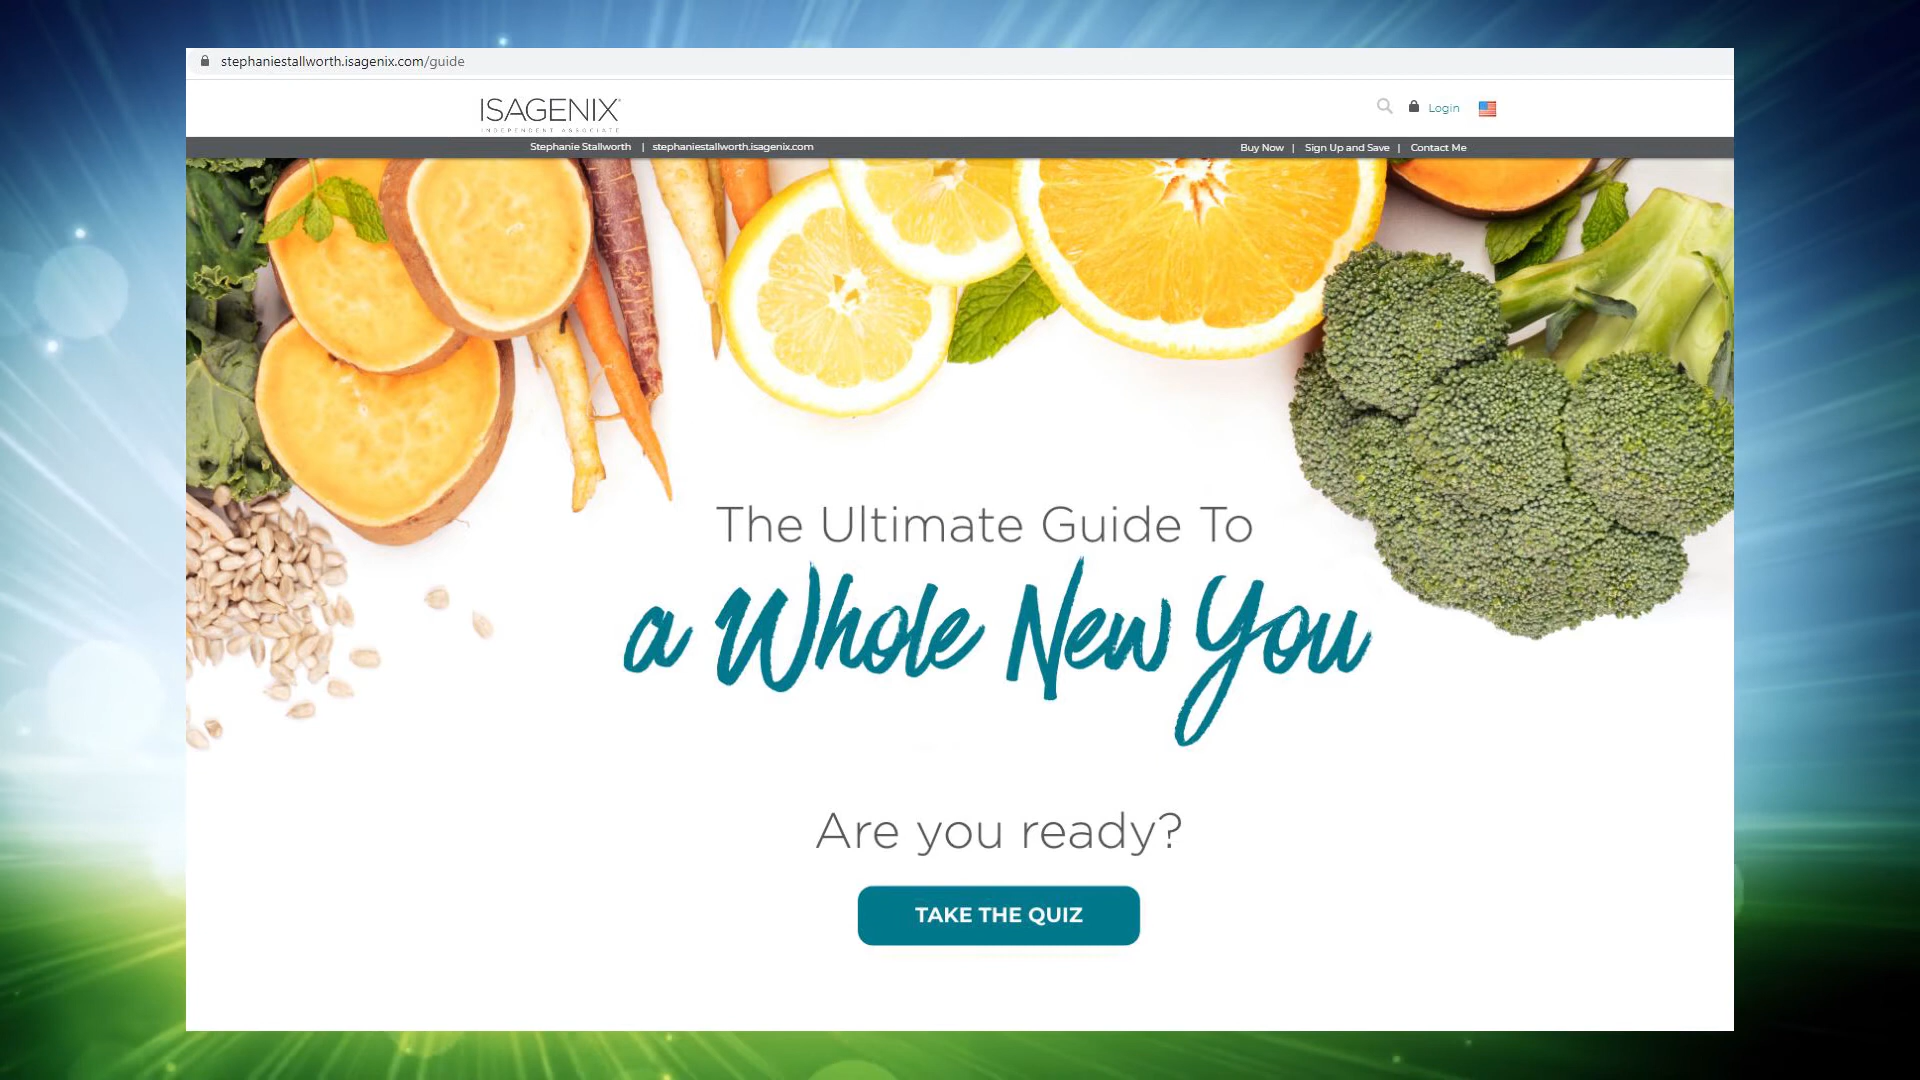 stephaniestallworth.isagenix.com/guide
ISAGENIX
INDEPENDENT ASSOCIATE
Login
Stephanie Stallworth | stephaniestallworth.isagenix.com
Buy Now | Sign Up and Save | Contact Me
The Ultimate Guide To
a Whole New You
Are you ready?
TAKE THE QUIZ